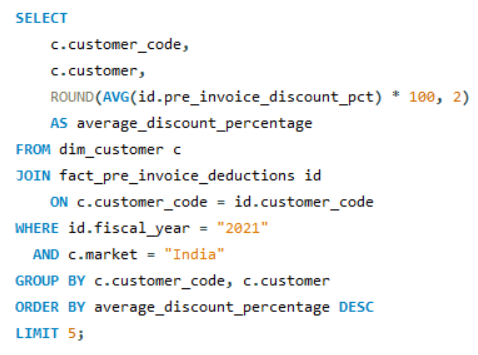 SELECT
    c.customer_code,
    c.customer,
    ROUND(AVG(id.pre_invoice_discount_pct) * 100, 2)
    AS average_discount_percentage
FROM dim_customer c
JOIN fact_pre_invoice_deductions id
    ON c.customer_code = id.customer_code
WHERE id.fiscal_year = "2021"
  AND c.market = "India"
GROUP BY c.customer_code, c.customer
ORDER BY average_discount_percentage DESC
LIMIT 5;